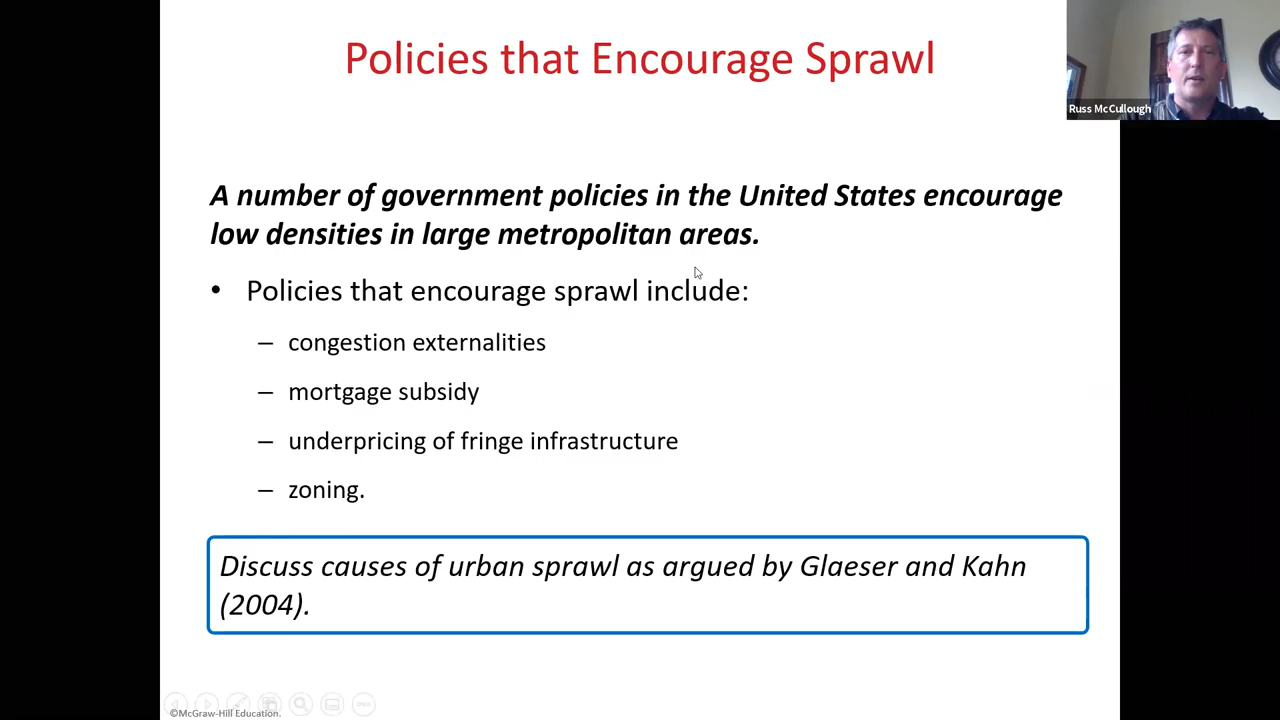 Policies that Encourage Sprawl
Russ McCullough
A number of government policies in the United States encourage
low densities in large metropolitan areas.
• Policies that encourage sprawl include:
– congestion externalities
– mortgage subsidy
– underpricing of fringe infrastructure
– zoning.
Discuss causes of urban sprawl as argued by Glaeser and Kahn
(2004).
©McGraw-Hill Education.